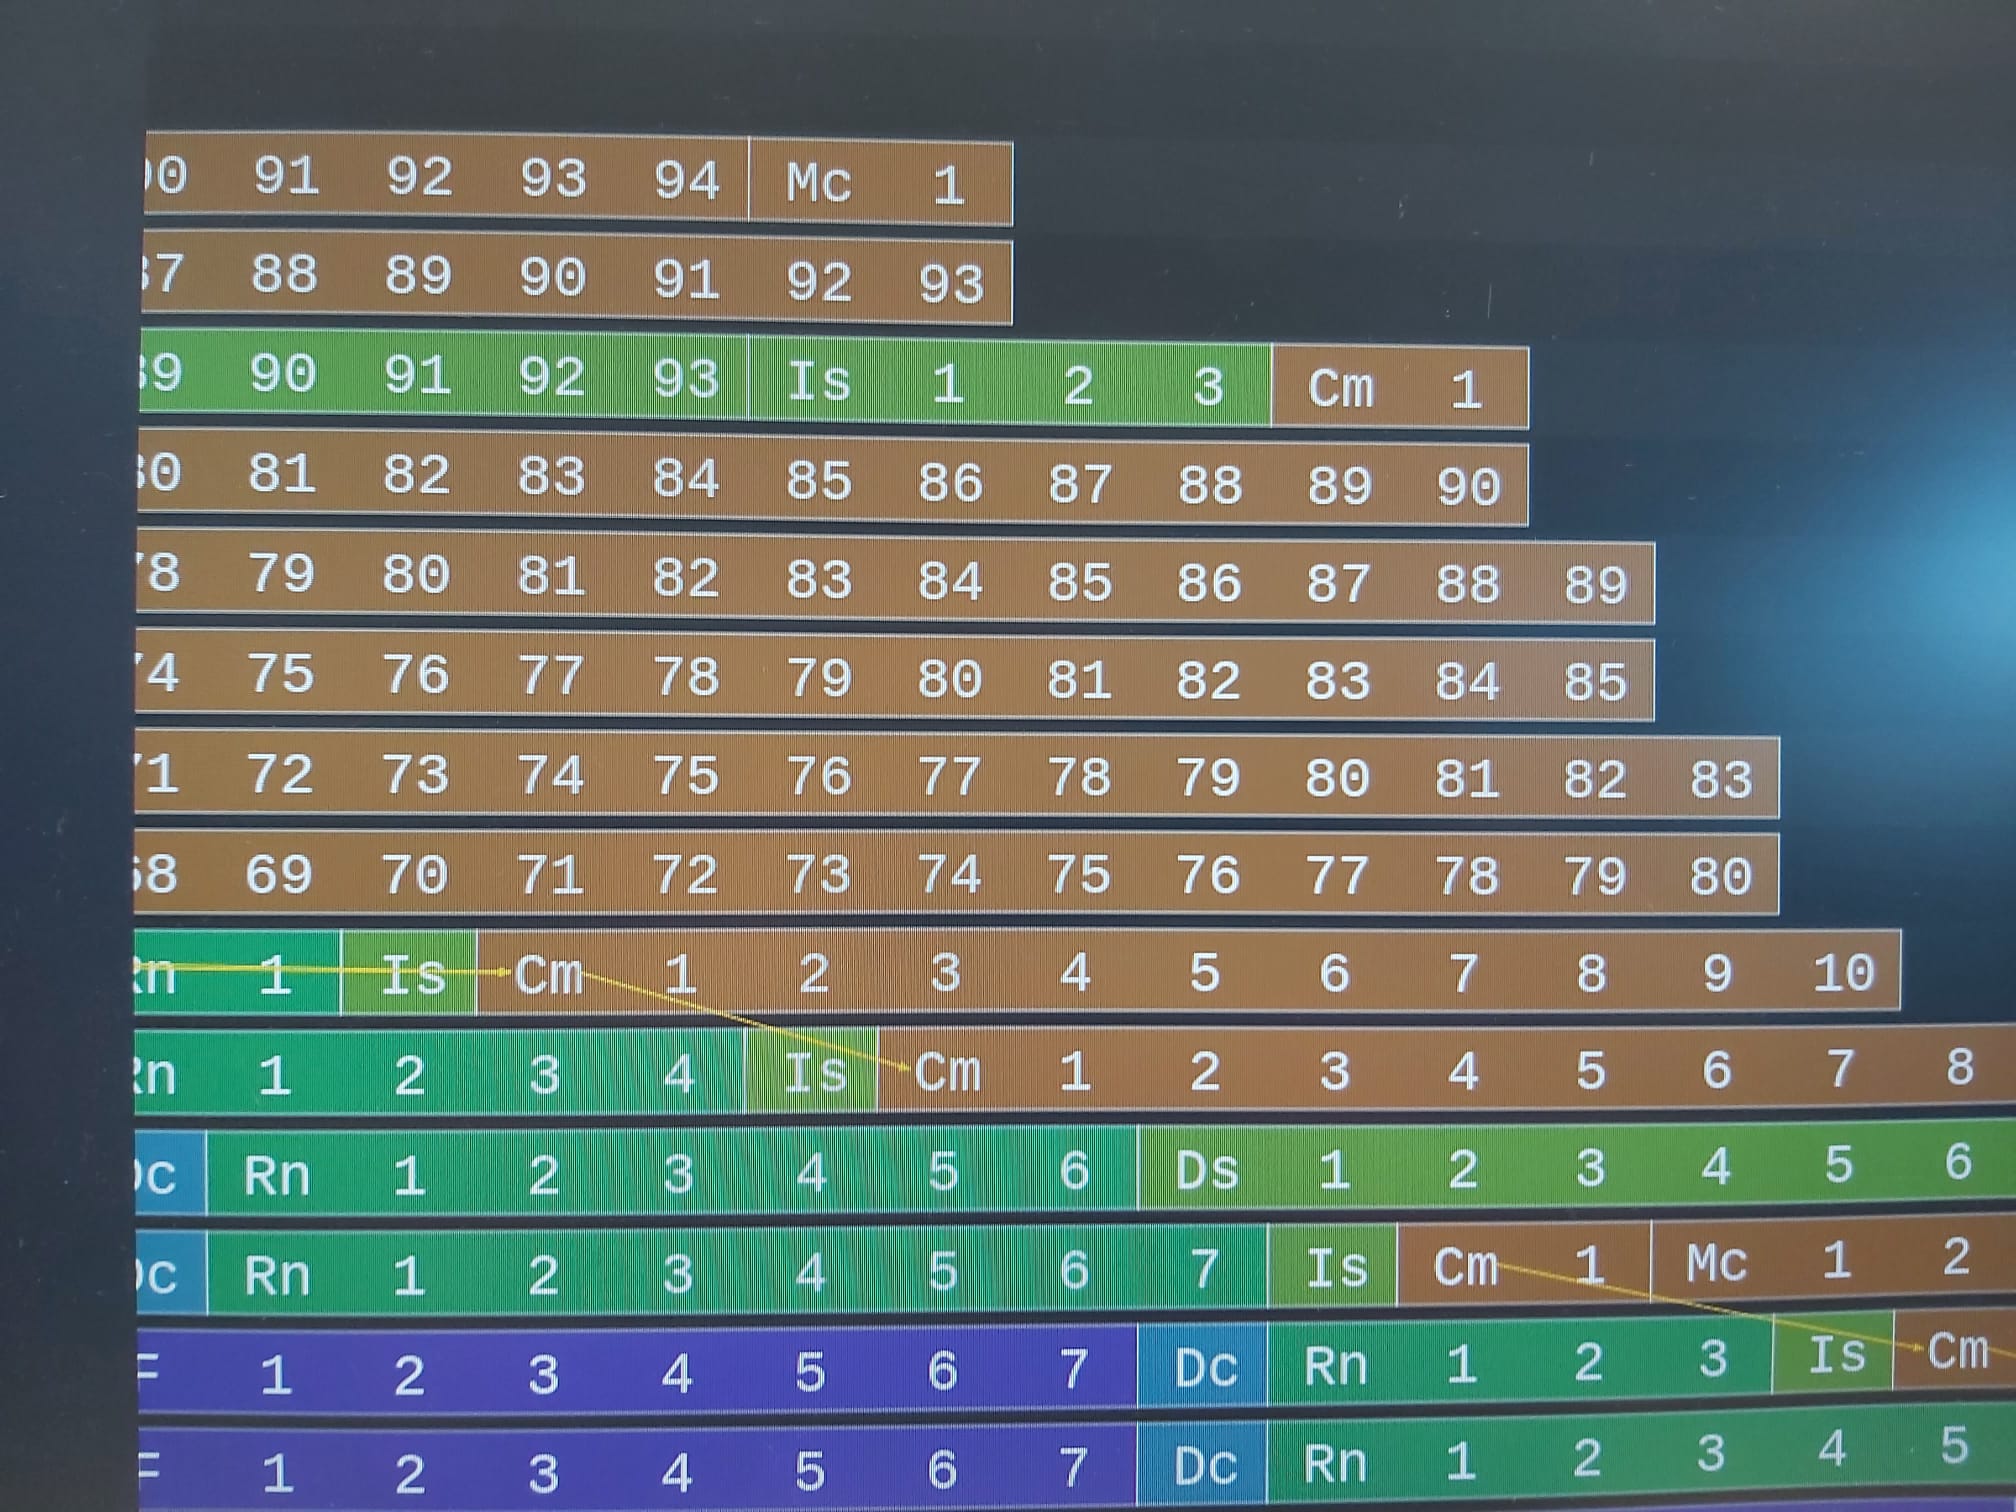 91 92 93 94 Mc 1
88 89 90 91 92 93
90 91 92 93 Is 1 2 3 Cm 1
81 82 83 84 85 86 87 88 89 90
79 80 81 82 83 84 85 86 87 88 89
75 76 77 78 79 80 81 82 83 84 85
72 73 74 75 76 77 78 79 80 81 82 83
69 70 71 72 73 74 75 76 77 78 79 80
Rn 1 Is Cm 1 2 3 4 5 6 7 8 9 10
Rn 1 2 3 4 Is Cm 1 2 3 4 5 6 7 8
Dc Rn 1 2 3 4 5 6 Ds 1 2 3 4 5 6
Dc Rn 1 2 3 4 5 6 7 Is Cm 1 Mc 1 2
F 1 2 3 4 5 6 7 Dc Rn 1 2 3 Is Cm
F 1 2 3 4 5 6 7 Dc Rn 1 2 3 4 5